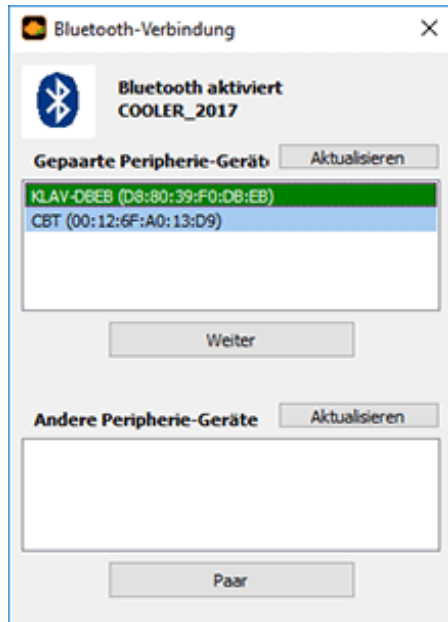 Bluetooth-Verbindung
Bluetooth aktiviert
COOLER_2017
Gepaarte Peripherie-Gerät
Aktualisieren
KLAV-DBEB (D8:80:39:F0:DB:EB)
CBT (00:12:6F:A0:13:D9)
Weiter
Andere Peripherie-Geräte
Aktualisieren
Paar